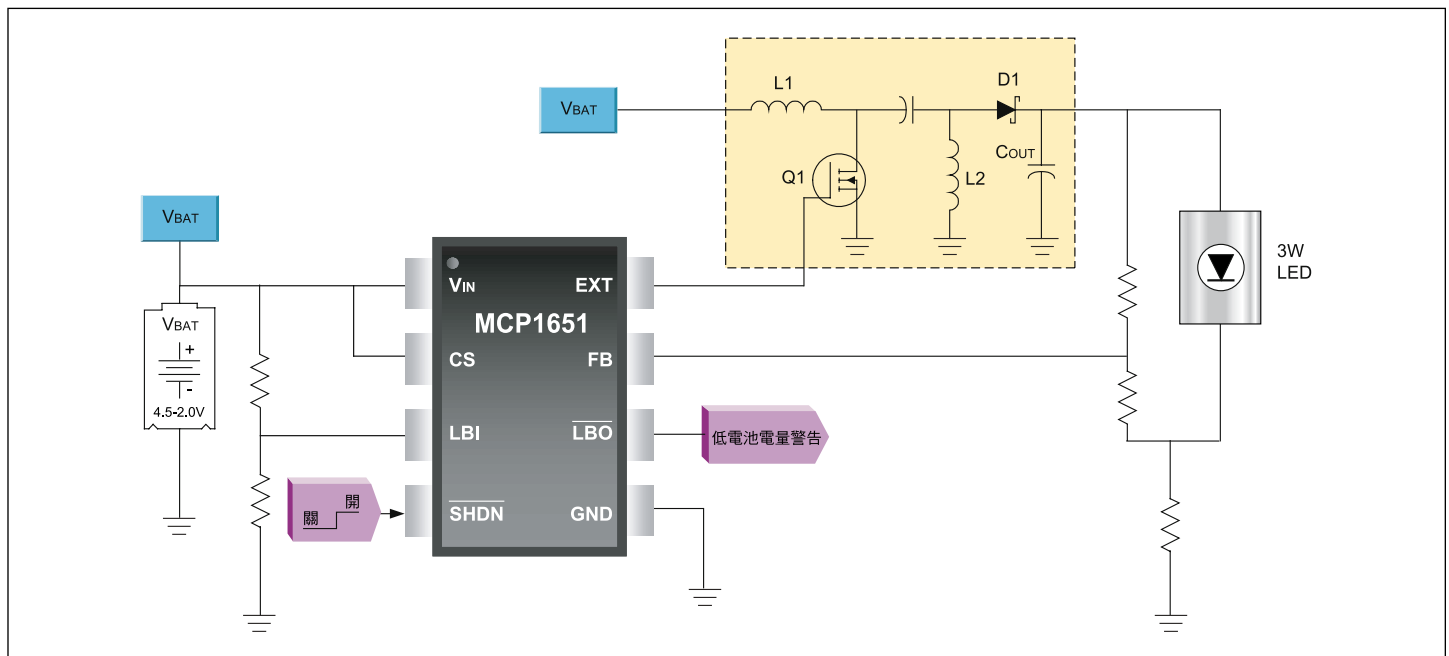 VBAT
L1
D1
COUT
Q1
L2
VBAT
3W
LED
VBAT
+
-
4.5-2.0V
MCP1651
VIN
EXT
CS
FB
LBI
LBO
SHDN
GND
低電池電量警告
關
開